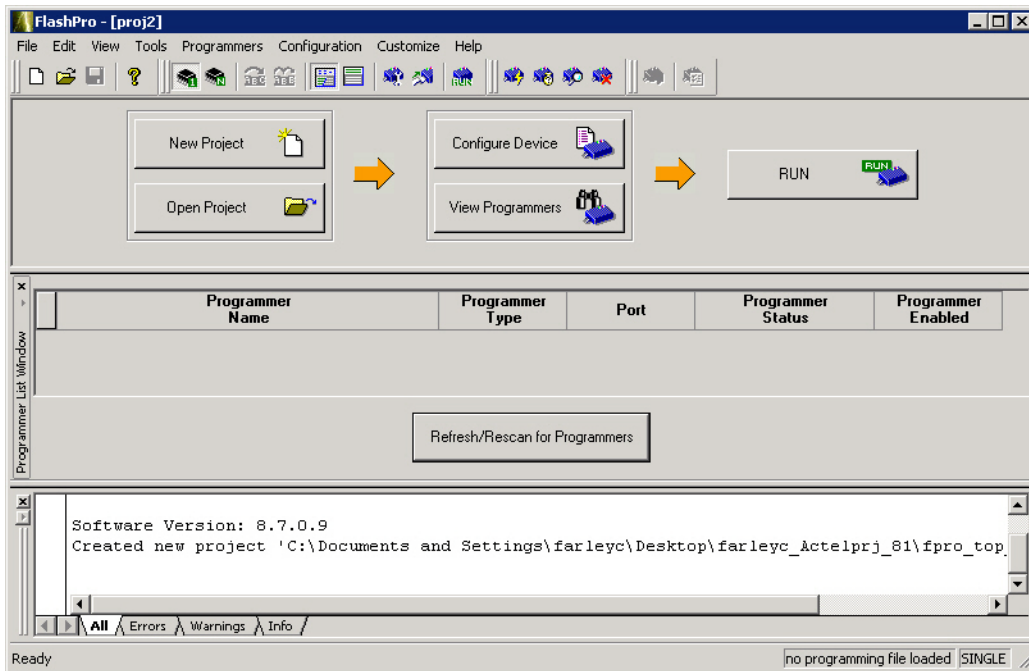 FlashPro - [proj2]
File Edit View Tools Programmers Configuration Customize Help
New Project
Configure Device
RUN
RUN
Open Project
View Programmers
Programmer List Window
Programmer Name
Programmer Type
Port
Programmer Status
Programmer Enabled
Refresh/Rescan for Programmers
Software Version: 8.7.0.9
Created new project 'C:\Documents and Settings\farleyc\Desktop\farleyc_Actelprj_81\fpro_top_
All Errors Warnings Info
Ready
no programming file loaded SINGLE